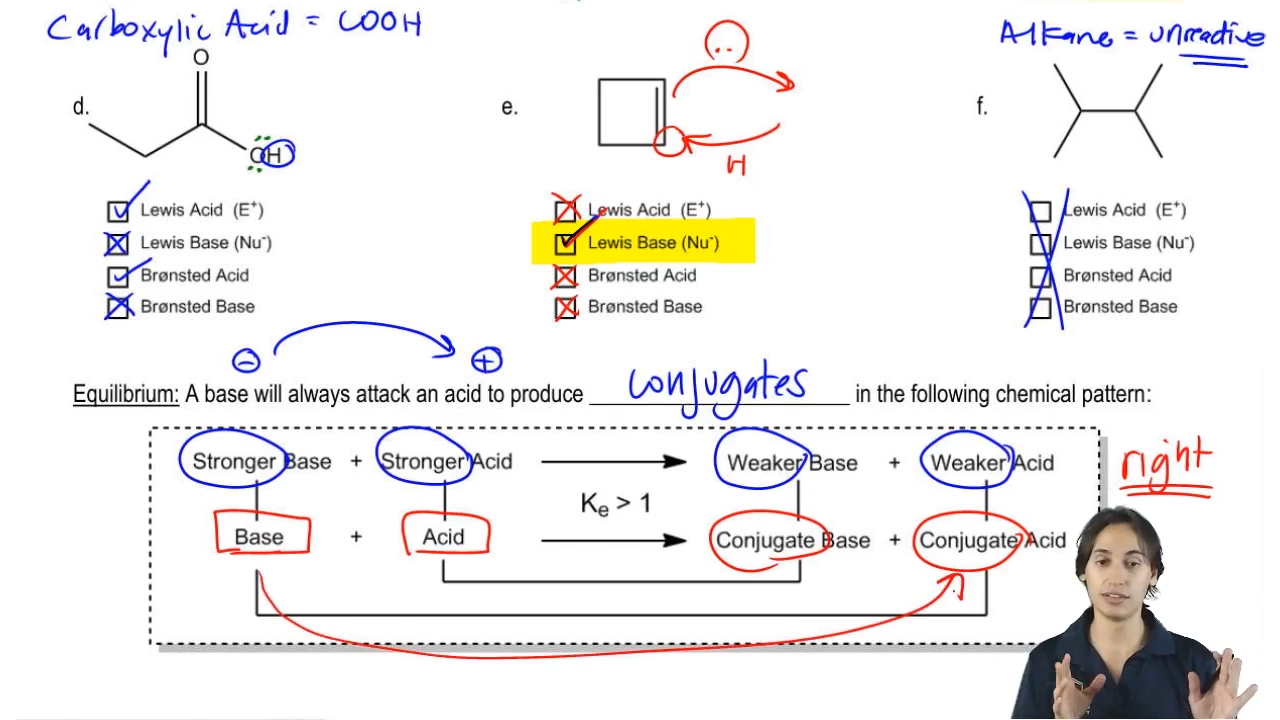 Carboxylic Acid = COOH
Alkane = unreactive
d.
O
OH
e.
H
f.
Lewis Acid (E⁺)
Lewis Base (Nu⁻)
Brønsted Acid
Brønsted Base
Lewis Acid (E⁺)
Lewis Base (Nu⁻)
Brønsted Acid
Brønsted Base
Lewis Acid (E⁺)
Lewis Base (Nu⁻)
Brønsted Acid
Brønsted Base
− +
Equilibrium: A base will always attack an acid to produce conjugates in the following chemical pattern:
Stronger Base + Stronger Acid Weaker Base + Weaker Acid
right
Kₑ > 1
Base + Acid Conjugate Base + Conjugate Acid